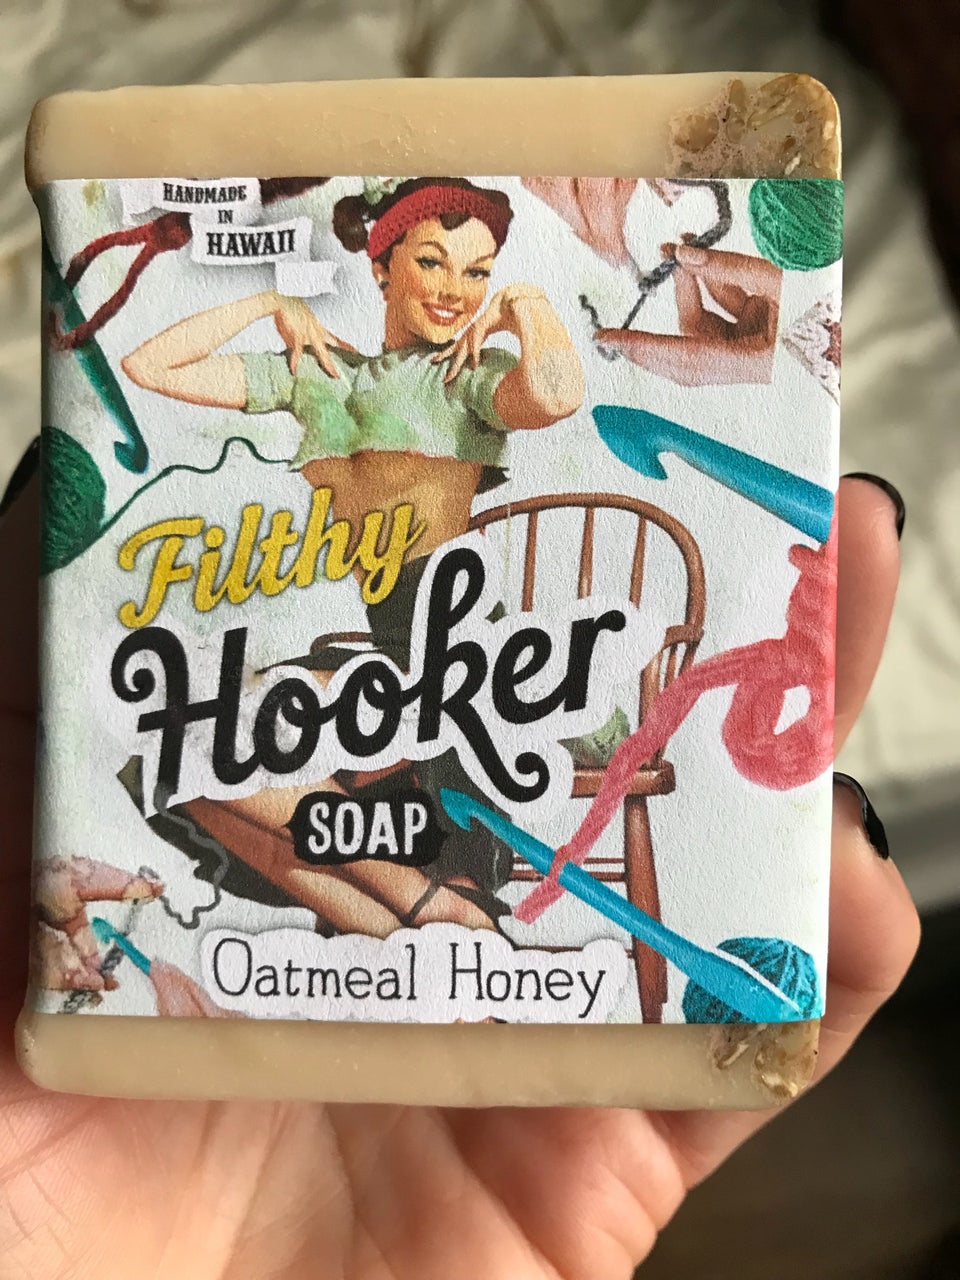 HANDMADE
IN
HAWAII
Filthy
Hooker
SOAP
Oatmeal Honey